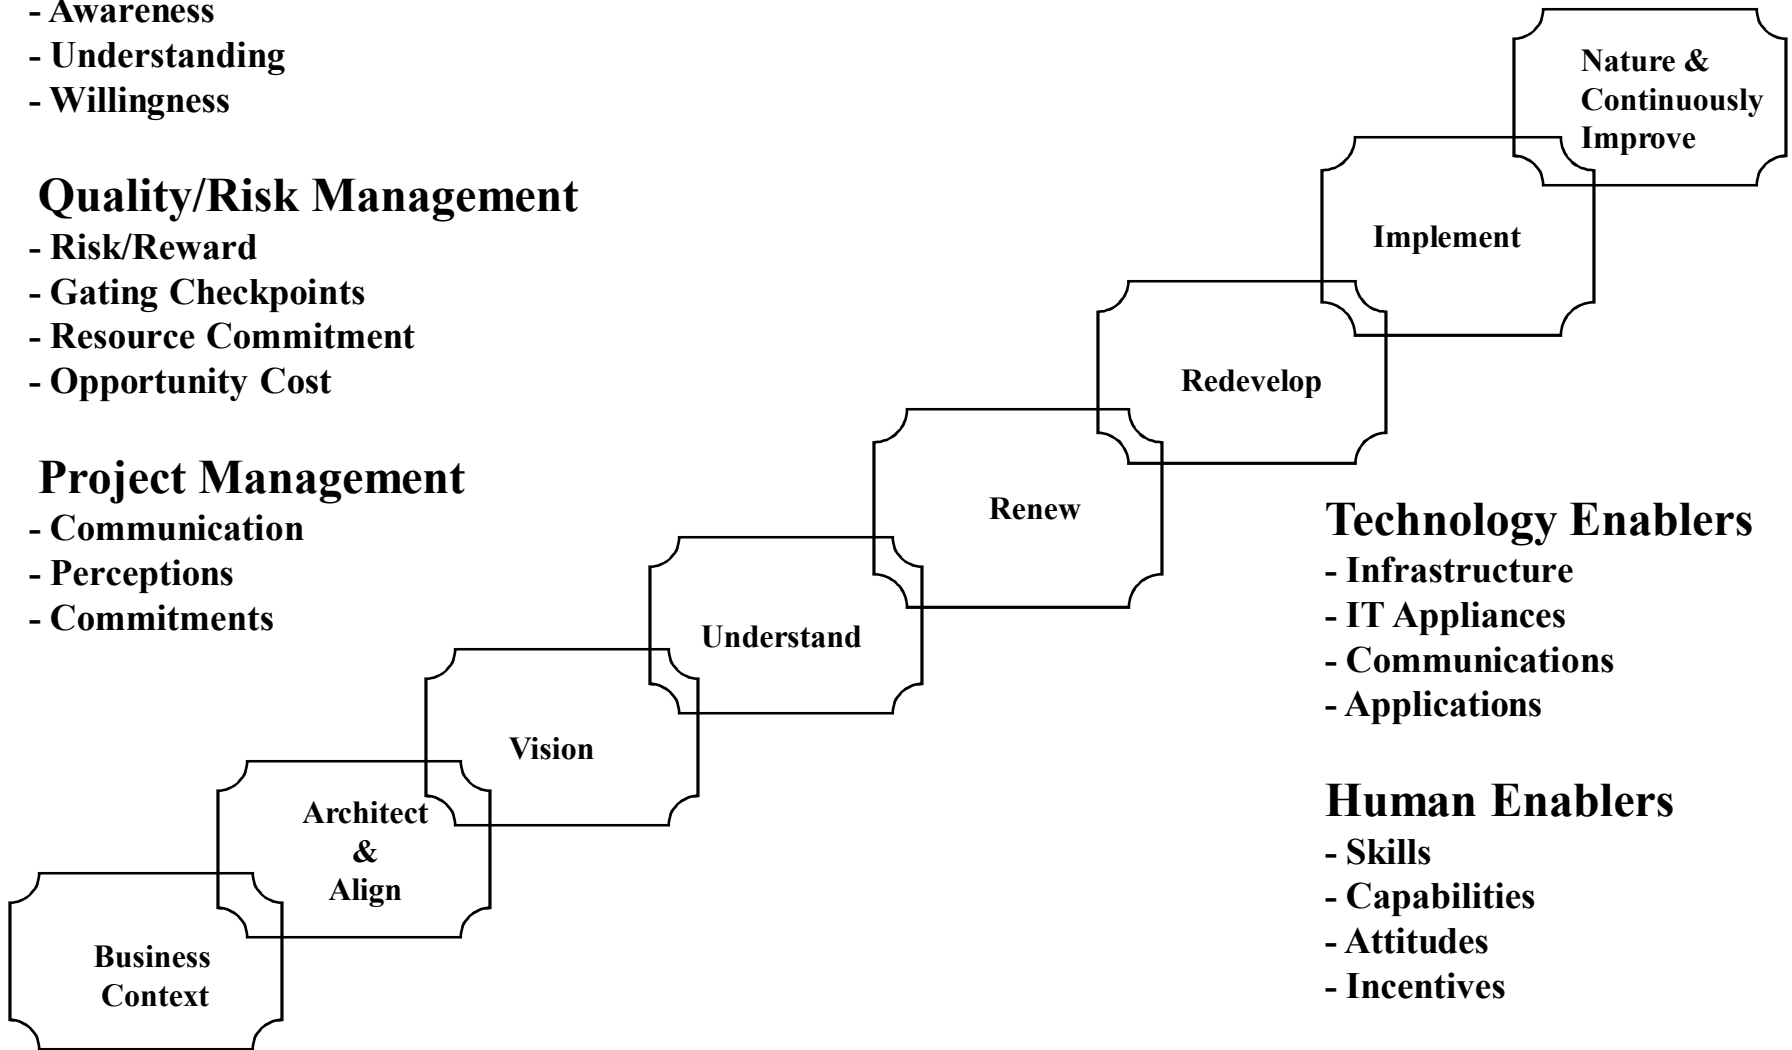 - Awareness
- Understanding
- Willingness
Quality/Risk Management
- Risk/Reward
- Gating Checkpoints
- Resource Commitment
- Opportunity Cost
Project Management
- Communication
- Perceptions
- Commitments
Nature &
Continuously
Improve
Implement
Redevelop
Renew
Understand
Vision
Architect
&
Align
Business
Context
Technology Enablers
- Infrastructure
- IT Appliances
- Communications
- Applications
Human Enablers
- Skills
- Capabilities
- Attitudes
- Incentives